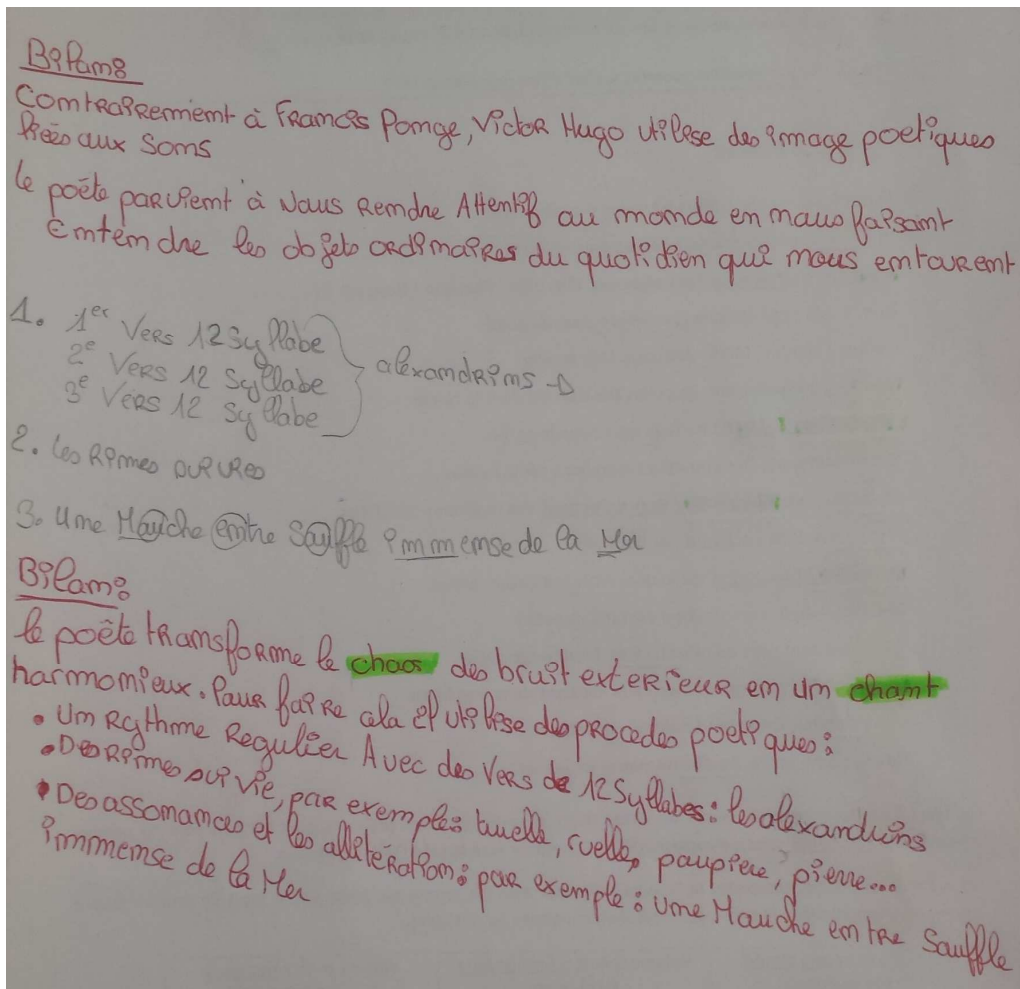 Bilan :
Contrairement à Francis Ponge, Victor Hugo utilise des image poetiques
liées aux sons
le poête parvient à Nous Rendre Attentif au monde en nous faisant
Entendre les objets ordinaires du quotidien qui nous entourent
1. 1er Vers 12 Syllabe
2e Vers 12 Syllabe
3e Vers 12 Syllabe
alexandrins →
2. les Rimes suivies
3. Une Mouche entre Souffle immense de la Mer
Bilan :
le poête transforme le chaos des bruit exterieur en un chant
harmonieux. Pour faire cela il utilise des procedes poetiques :
• Un Rythme Regulier Avec des Vers de 12 Syllabes : les alexandrins
• Des Rimes suivie, par exemple : tuelle, ruelle, paupiere, pierre...
• Des assonances et les allitération : par exemple : Une Mouche entre Souffle
immense de la Mer